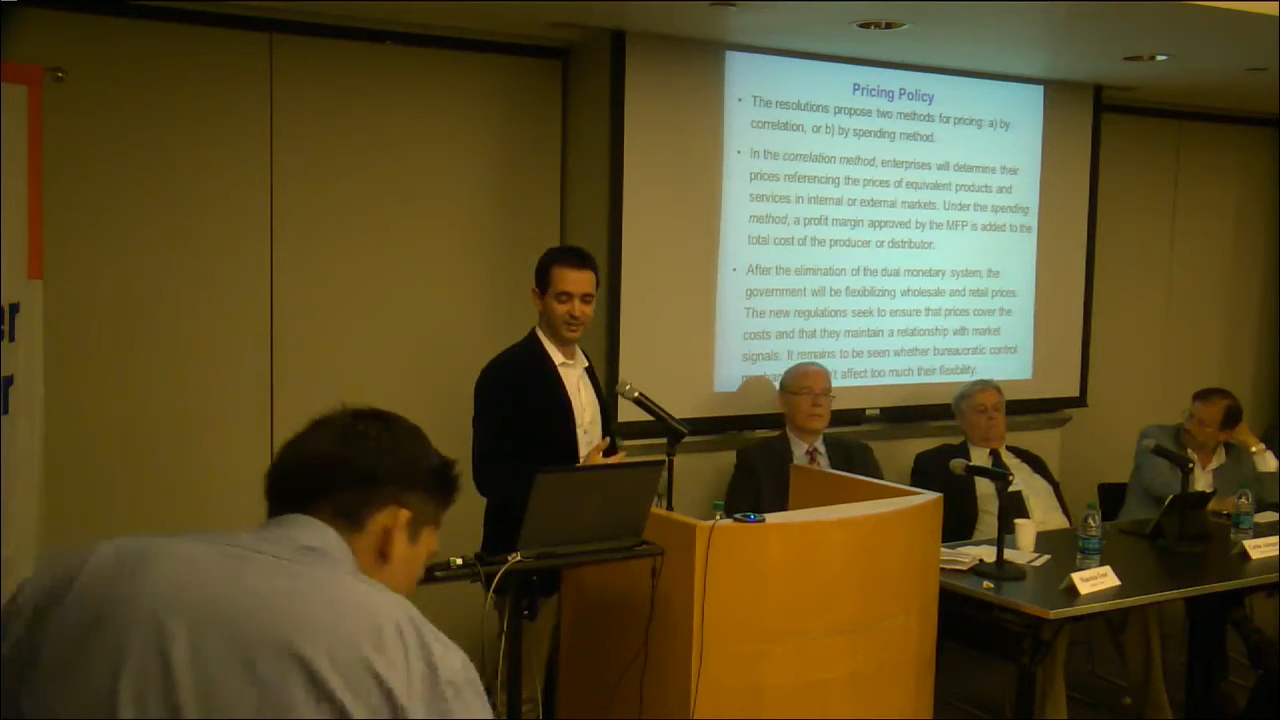 Pricing Policy
• The resolutions propose two methods for pricing: a) by
correlation, or b) by spending method.
• In the correlation method, enterprises will determine their
prices referencing the prices of equivalent products and
services in internal or external markets. Under the spending
method, a profit margin approved by the MFP is added to the
total cost of the producer or distributor.
• After the elimination of the dual monetary system, the
government will be flexibilizing wholesale and retail prices.
The new regulations seek to ensure that prices cover the
costs and that they maintain a relationship with market
signals. It remains to be seen whether bureaucratic control
affect too much their flexibility.